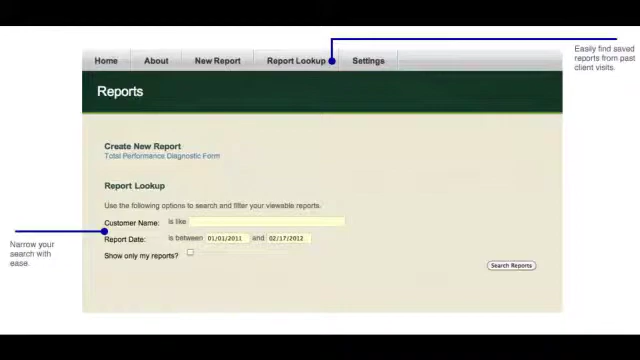 Home About New Report Report Lookup Settings
Easily find saved
reports from past
client visits.
Reports
Create New Report
Total Performance Diagnostic Form
Report Lookup
Use the following options to search and filter your viewable reports.
Customer Name: is like
Report Date: is between 01/01/2011 and 02/17/2012
Show only my reports?
Narrow your
search with
ease.
Search Reports